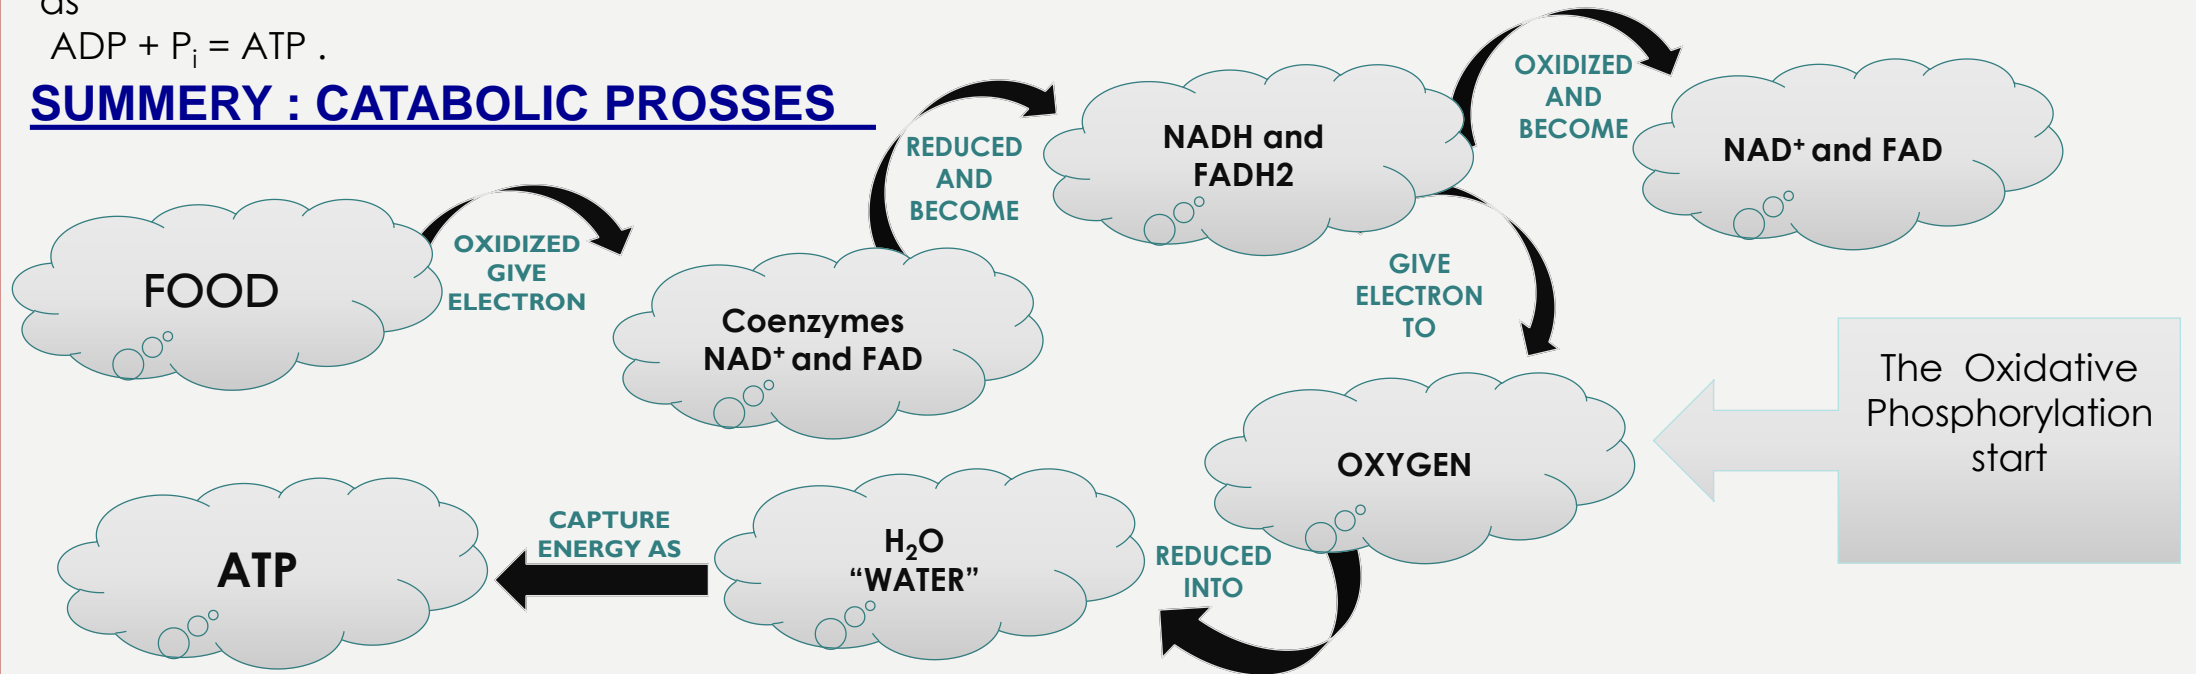 as
ADP + Pᵢ = ATP .
SUMMERY : CATABOLIC PROSSES
FOOD
OXIDIZED
GIVE
ELECTRON
Coenzymes
NAD⁺ and FAD
REDUCED
AND
BECOME
NADH and
FADH2
OXIDIZED
AND
BECOME
NAD⁺ and FAD
GIVE
ELECTRON
TO
OXYGEN
The Oxidative
Phosphorylation
start
REDUCED
INTO
H₂O
“WATER”
CAPTURE
ENERGY AS
ATP